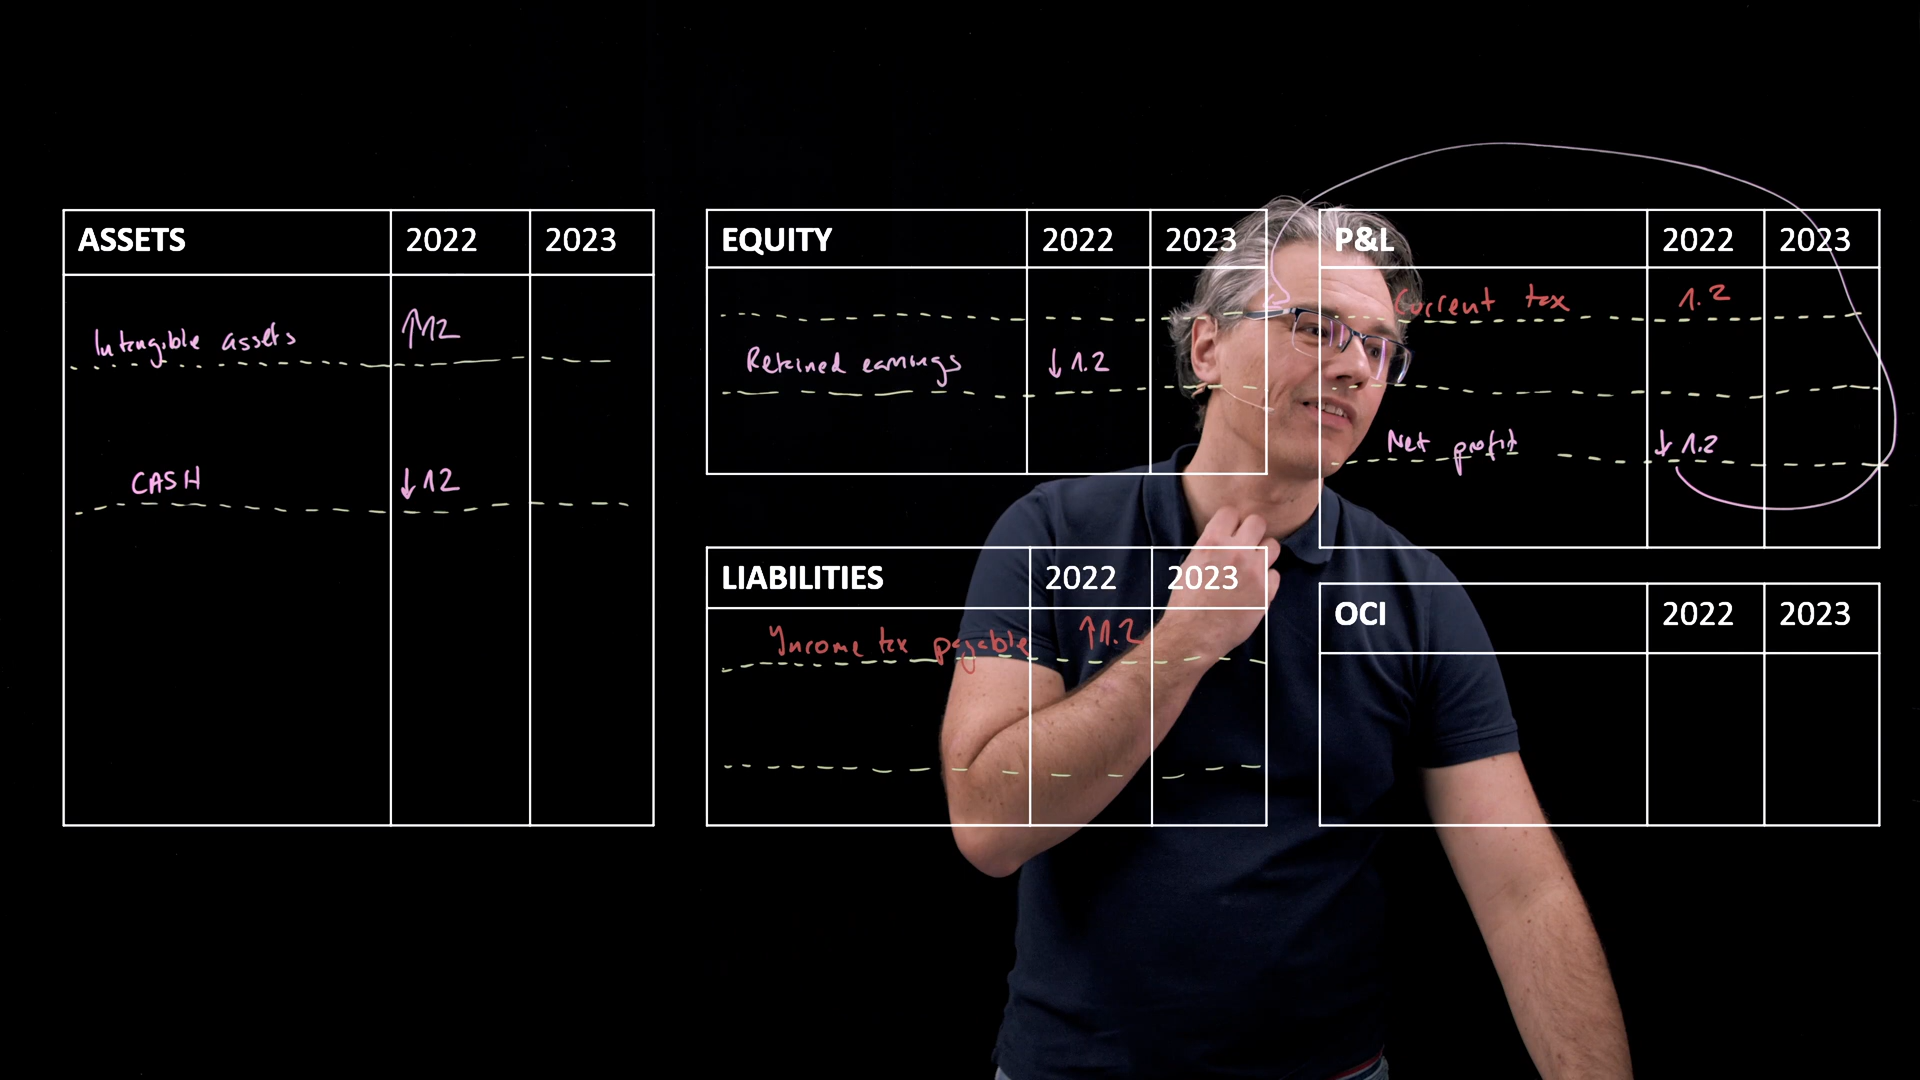 ASSETS 2022 2023
Intangible assets ↑12
CASH ↓12
EQUITY 2022 2023
Retained earnings ↓1.2
LIABILITIES 2022 2023
Income tax payable ↑1.2
P&L 2022 2023
Current tax 1.2
Net profit ↓1.2
OCI 2022 2023